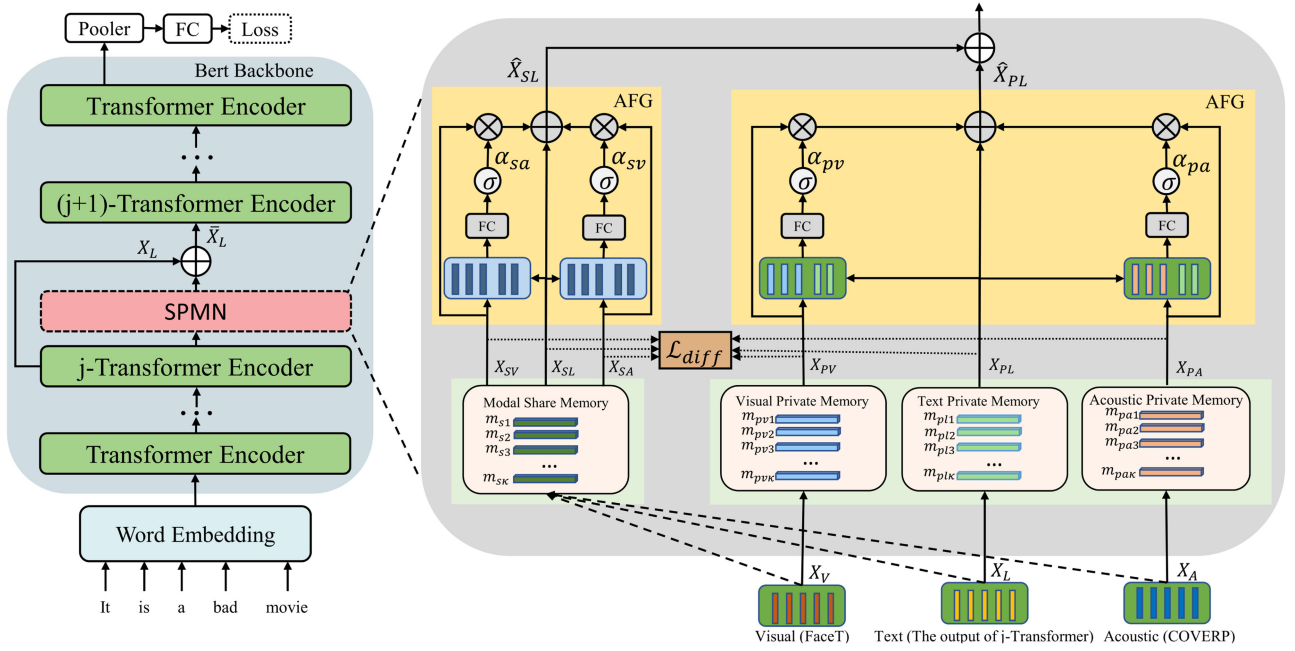 Pooler
FC
Loss
Bert Backbone
Transformer Encoder
...
(j+1)-Transformer Encoder
X_L
X̄_L
SPMN
j-Transformer Encoder
...
Transformer Encoder
Word Embedding
It is a bad movie
X̂_SL
X̂_PL
AFG
AFG
α_sa
α_sv
α_pv
α_pa
σ
σ
σ
σ
FC
FC
FC
FC
ℒ_diff
X_SV
X_SL
X_SA
X_PV
X_PL
X_PA
Modal Share Memory
m_s1
m_s2
m_s3
...
m_sκ
Visual Private Memory
m_pv1
m_pv2
m_pv3
...
m_pvκ
Text Private Memory
m_pl1
m_pl2
m_pl3
...
m_plκ
Acoustic Private Memory
m_pa1
m_pa2
m_pa3
...
m_paκ
X_V
X_L
X_A
Visual (FaceT)
Text (The output of j-Transformer)
Acoustic (COVERP)